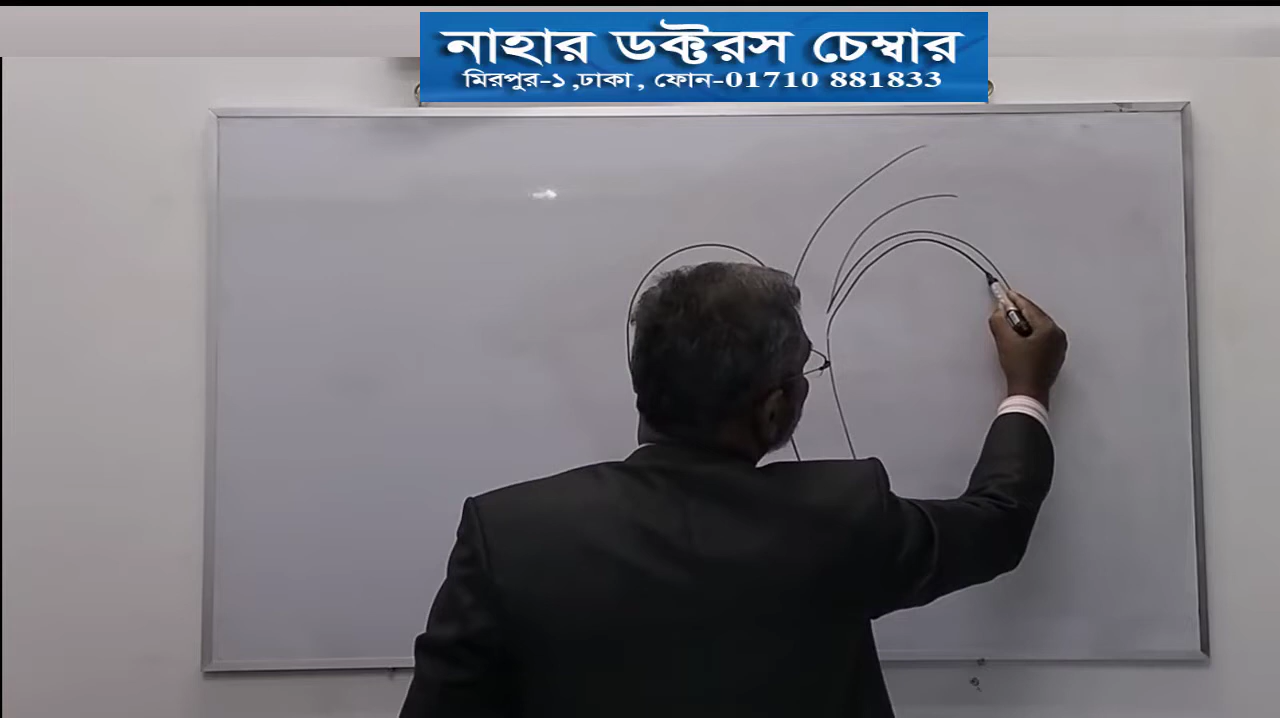 নাহার ডক্টরস চেম্বার
মিরপুর-১ ,ঢাকা , ফোন-01710 881833